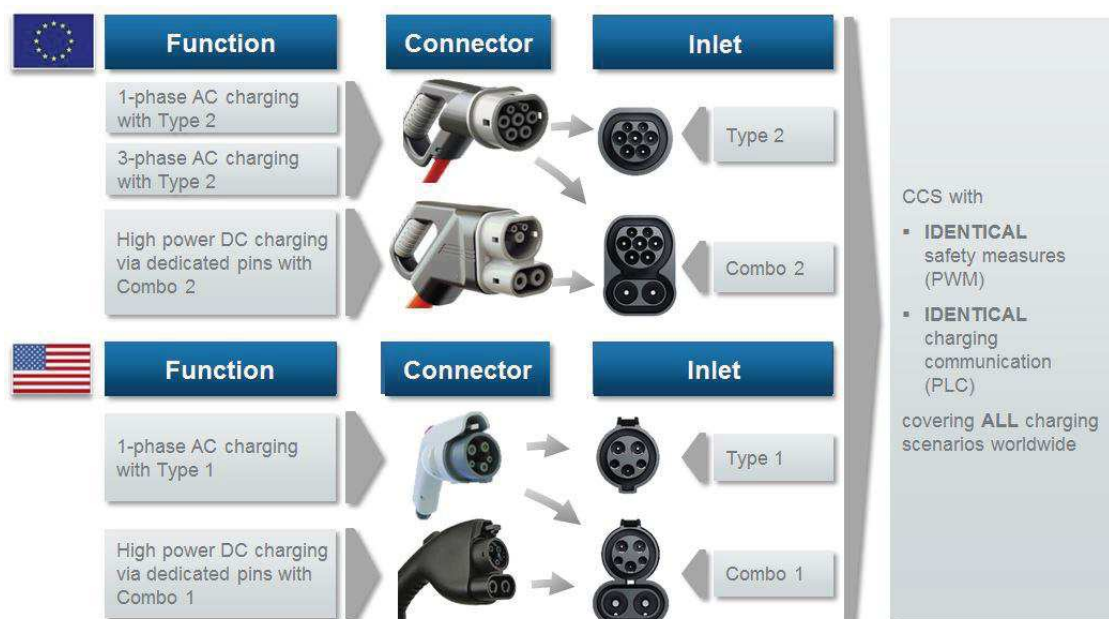 Function
Connector
Inlet
1-phase AC charging
with Type 2
3-phase AC charging
with Type 2
High power DC charging
via dedicated pins with
Combo 2
Type 2
Combo 2
Function
Connector
Inlet
1-phase AC charging
with Type 1
High power DC charging
via dedicated pins with
Combo 1
Type 1
Combo 1
CCS with
▪ IDENTICAL
safety measures
(PWM)
▪ IDENTICAL
charging
communication
(PLC)
covering ALL charging
scenarios worldwide